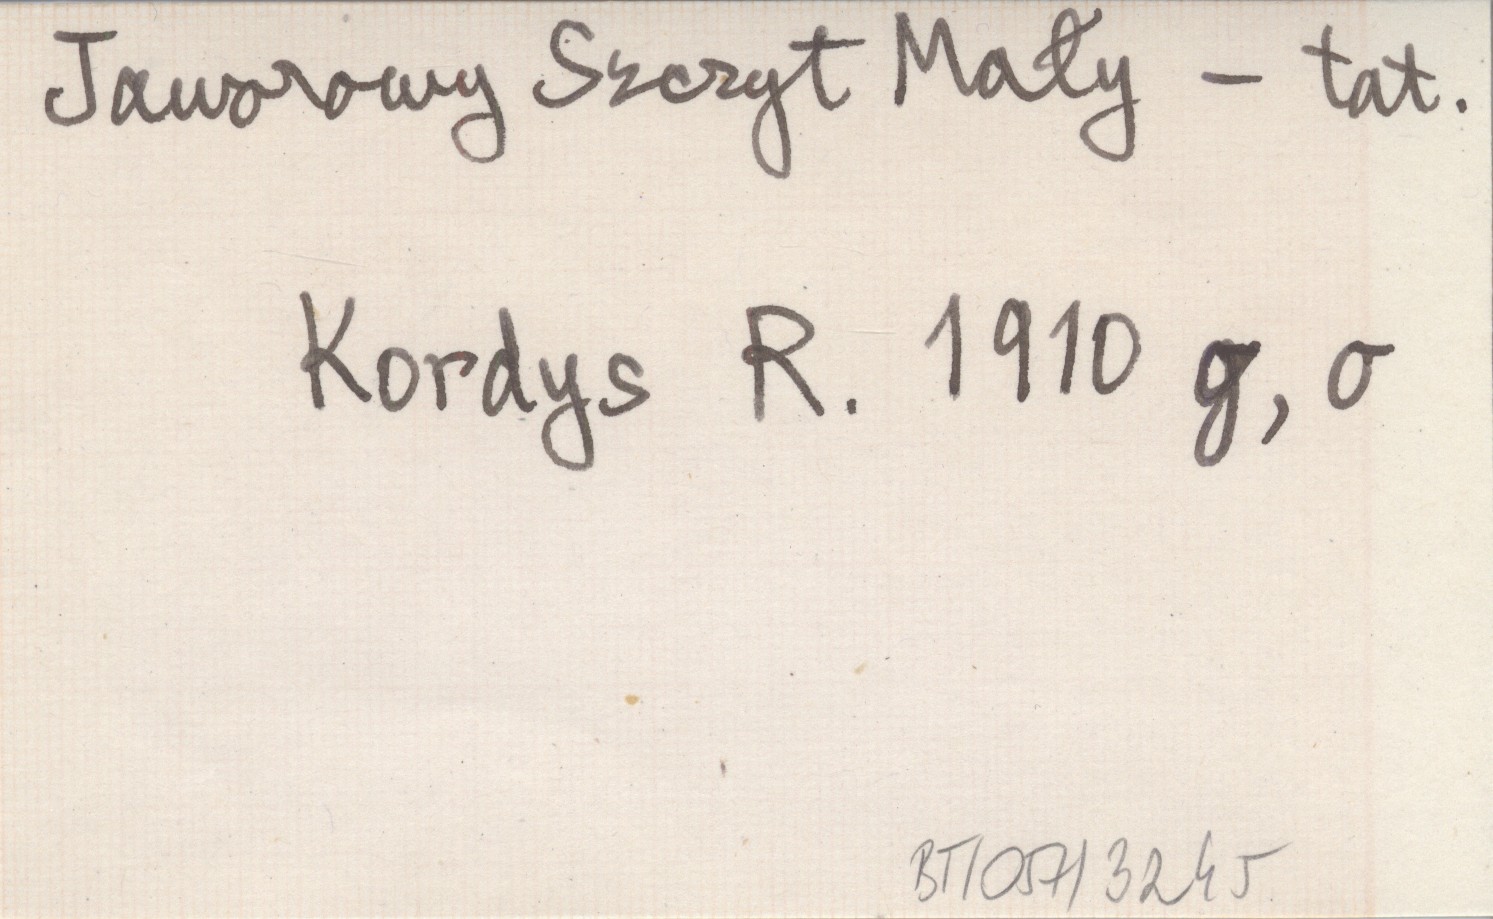 Jaworowy Szczyt Mały – tat.
Kordys R. 1910 g, o
BT/057/3245